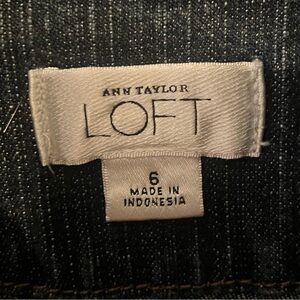 ANN TAYLOR
LOFT
6
MADE IN
INDONESIA